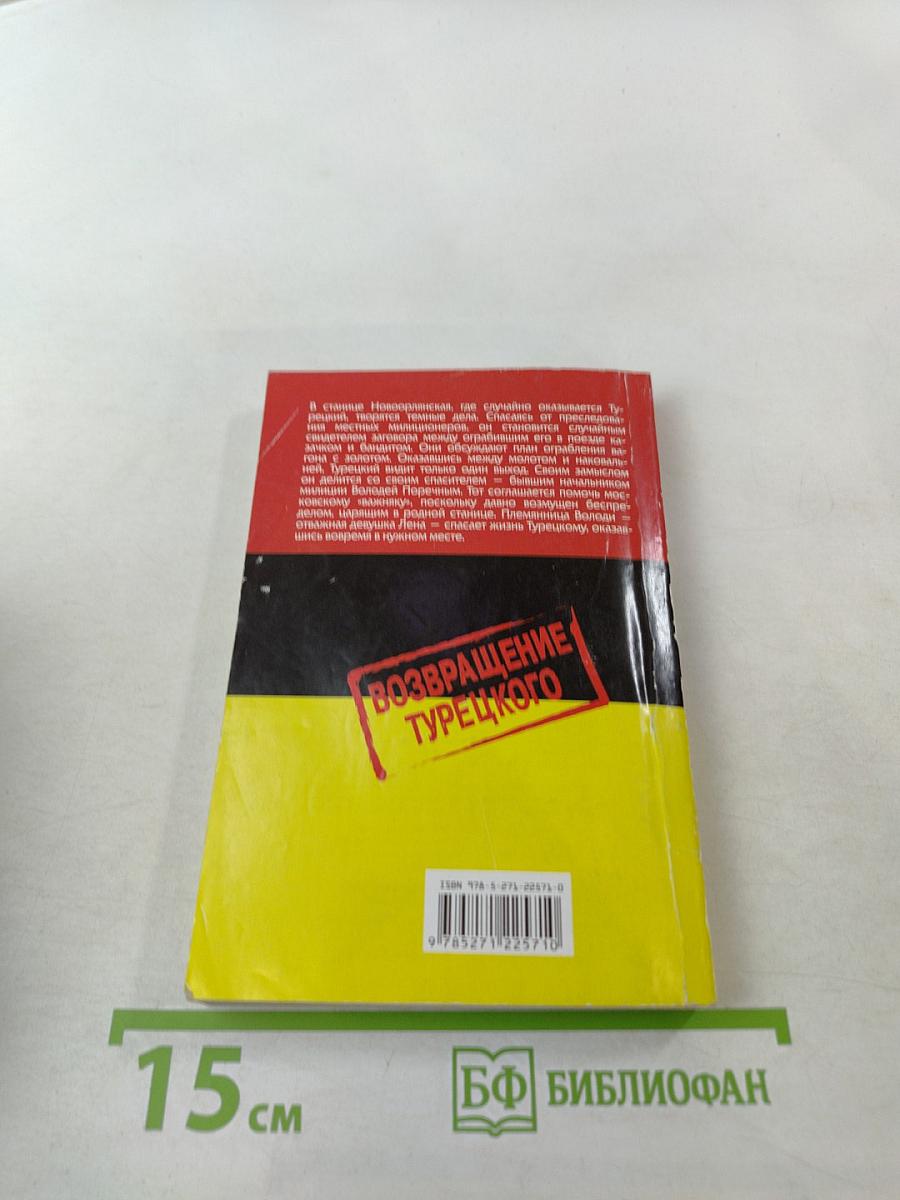 В станице Новоорлянская, где случайно оказывается Ту-
рецкий, творятся темные дела. Спасаясь от преследова-
ния местных милиционеров, он становится случайным
свидетелем заговора между ограбившим его в поезде ка-
зачком и бандитом. Они обсуждают план ограбления ва-
гона с золотом. Оказавшись между молотом и наковаль-
ней, Турецкий видит только один выход. Своим замыслом
он делится со своим спасителем — бывшим начальником
милиции Володей Поречным. Тот соглашается помочь мос-
ковскому «важняку», поскольку давно возмущен беспре-
делом, царящим в родной станице. Племянница Володи —
отважная девушка Лена — спасает жизнь Турецкому, оказав-
шись вовремя в нужном месте.
ВОЗВРАЩЕНИЕ
ТУРЕЦКОГО
ISBN 978-5-271-22571-0
9 785271 225710
15 см
БФ БИБЛИОФАН